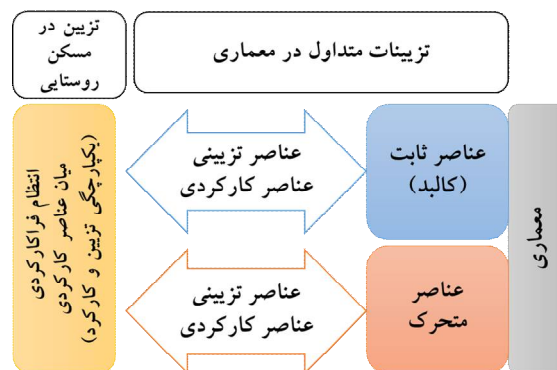 تزیینات متداول در معماری
تزیین در
مسکن
روستایی
معماری
عناصر ثابت
(کالبد)
عناصر تزیینی
عناصر کارکردی
عناصر
متحرک
عناصر تزیینی
عناصر کارکردی
انتظام فراکارکردی
میان عناصر کارکردی
(یکپارچگی تزیین و کارکرد)